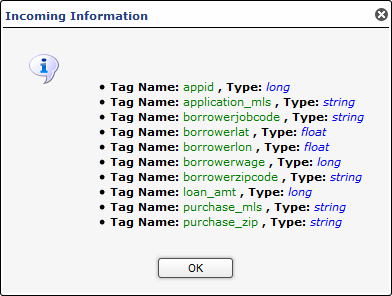 Incoming Information
Tag Name: appid , Type: long
Tag Name: application_mls , Type: string
Tag Name: borrowerjobcode , Type: string
Tag Name: borrowerlat , Type: float
Tag Name: borrowerlon , Type: float
Tag Name: borrowerwage , Type: long
Tag Name: borrowerzipcode , Type: string
Tag Name: loan_amt , Type: long
Tag Name: purchase_mls , Type: string
Tag Name: purchase_zip , Type: string
OK